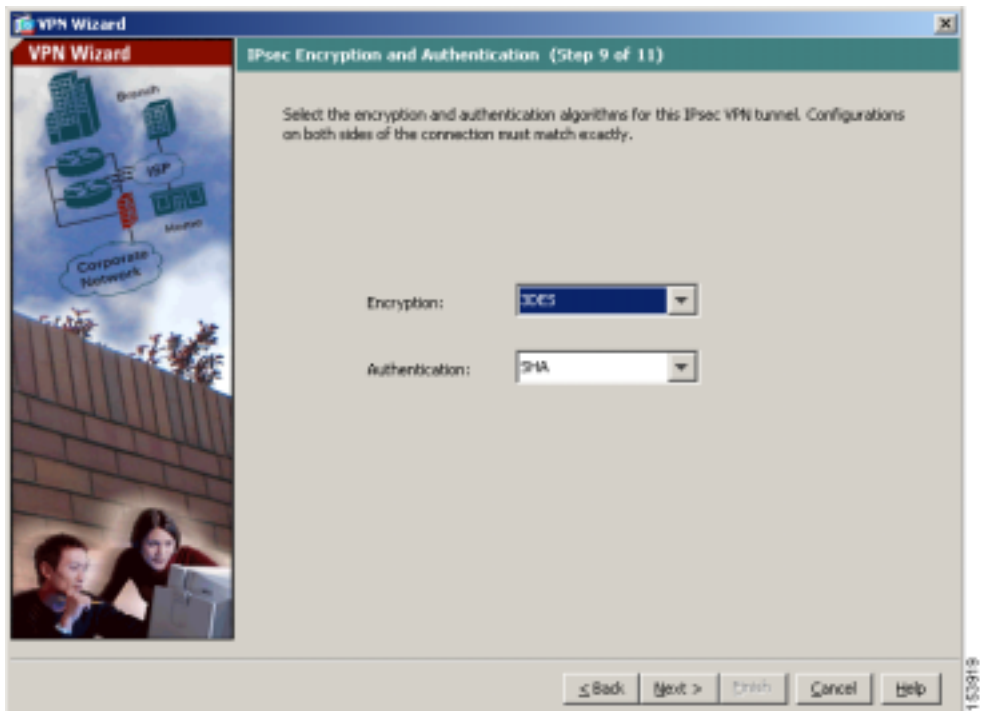 VPN Wizard
VPN Wizard
IPsec Encryption and Authentication (Step 9 of 11)
Branch
ISP
Home
Corporate
Network
Select the encryption and authentication algorithms for this IPsec VPN tunnel. Configurations
on both sides of the connection must match exactly.
Encryption:
3DES
Authentication:
SHA
< Back
Next >
Finish
Cancel
Help
153919